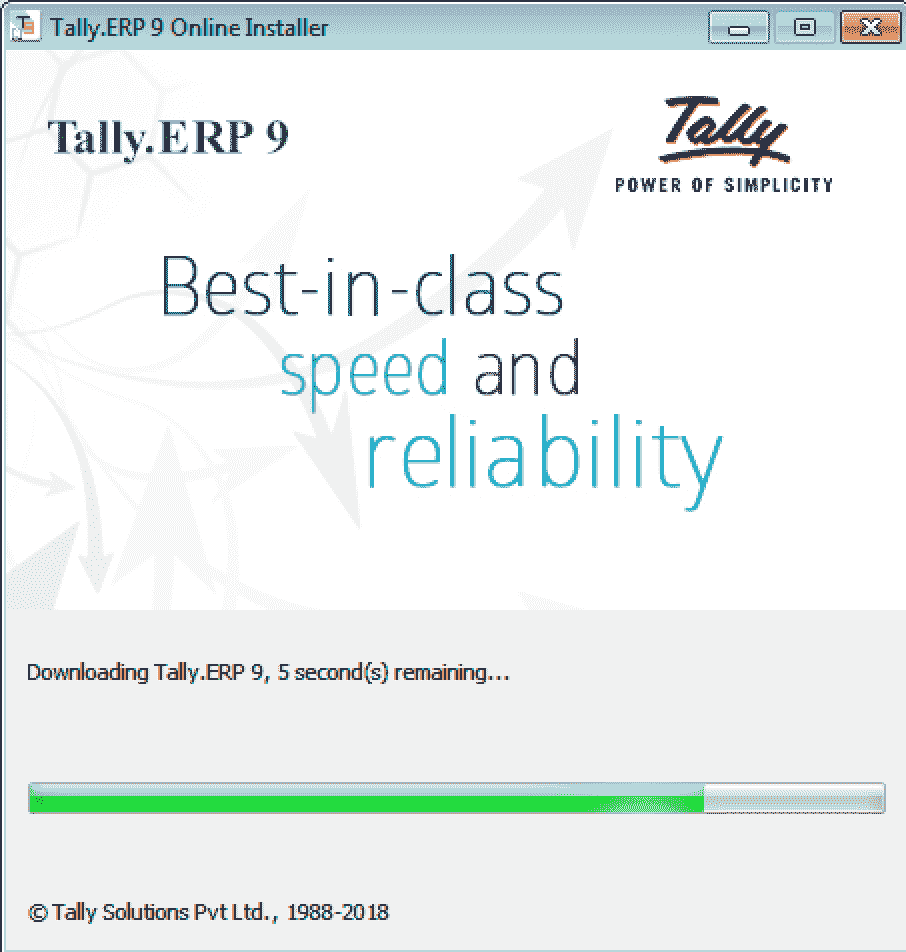 Tally.ERP 9 Online Installer
Tally.ERP 9
Tally
POWER OF SIMPLICITY
Best-in-class
speed and
reliability
Downloading Tally.ERP 9, 5 second(s) remaining...
© Tally Solutions Pvt Ltd., 1988-2018